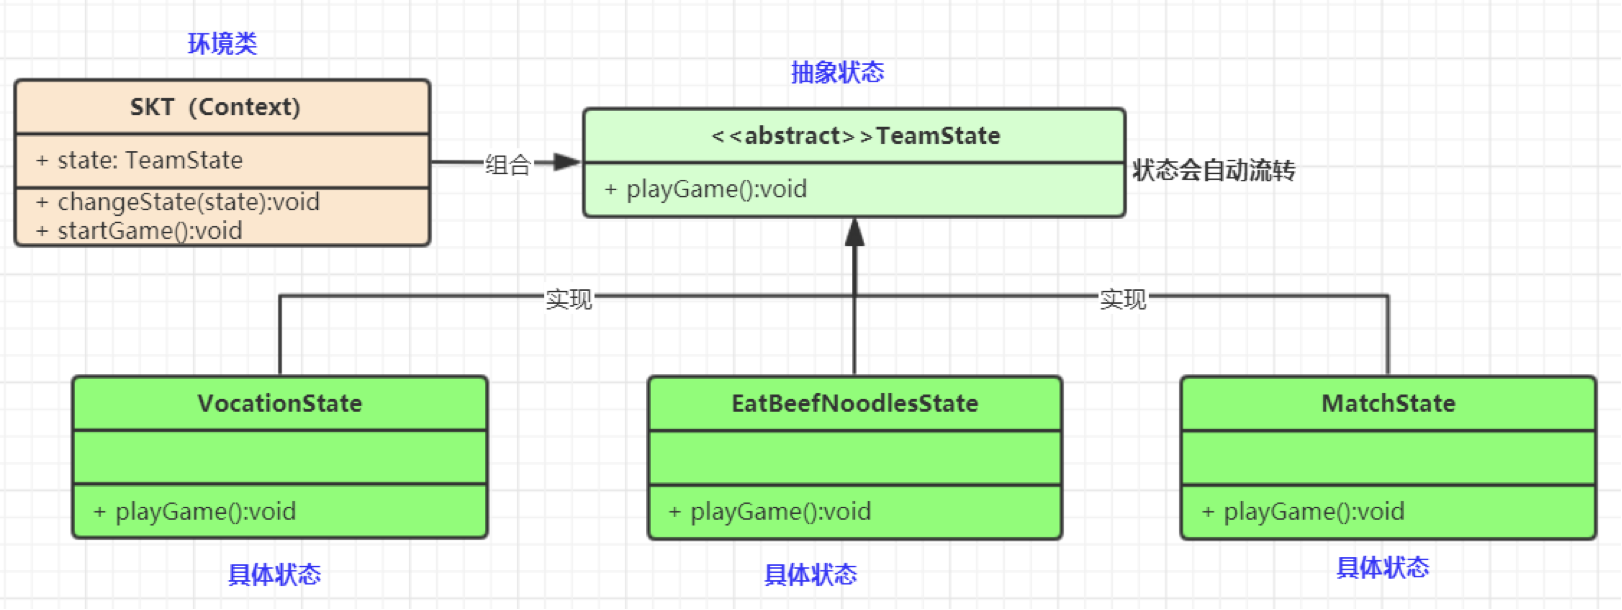 环境类
SKT（Context）
+ state: TeamState
+ changeState(state):void
+ startGame():void
组合
抽象状态
<<abstract>>TeamState
+ playGame():void
状态会自动流转
实现
实现
VocationState
+ playGame():void
具体状态
EatBeefNoodlesState
+ playGame():void
具体状态
MatchState
+ playGame():void
具体状态